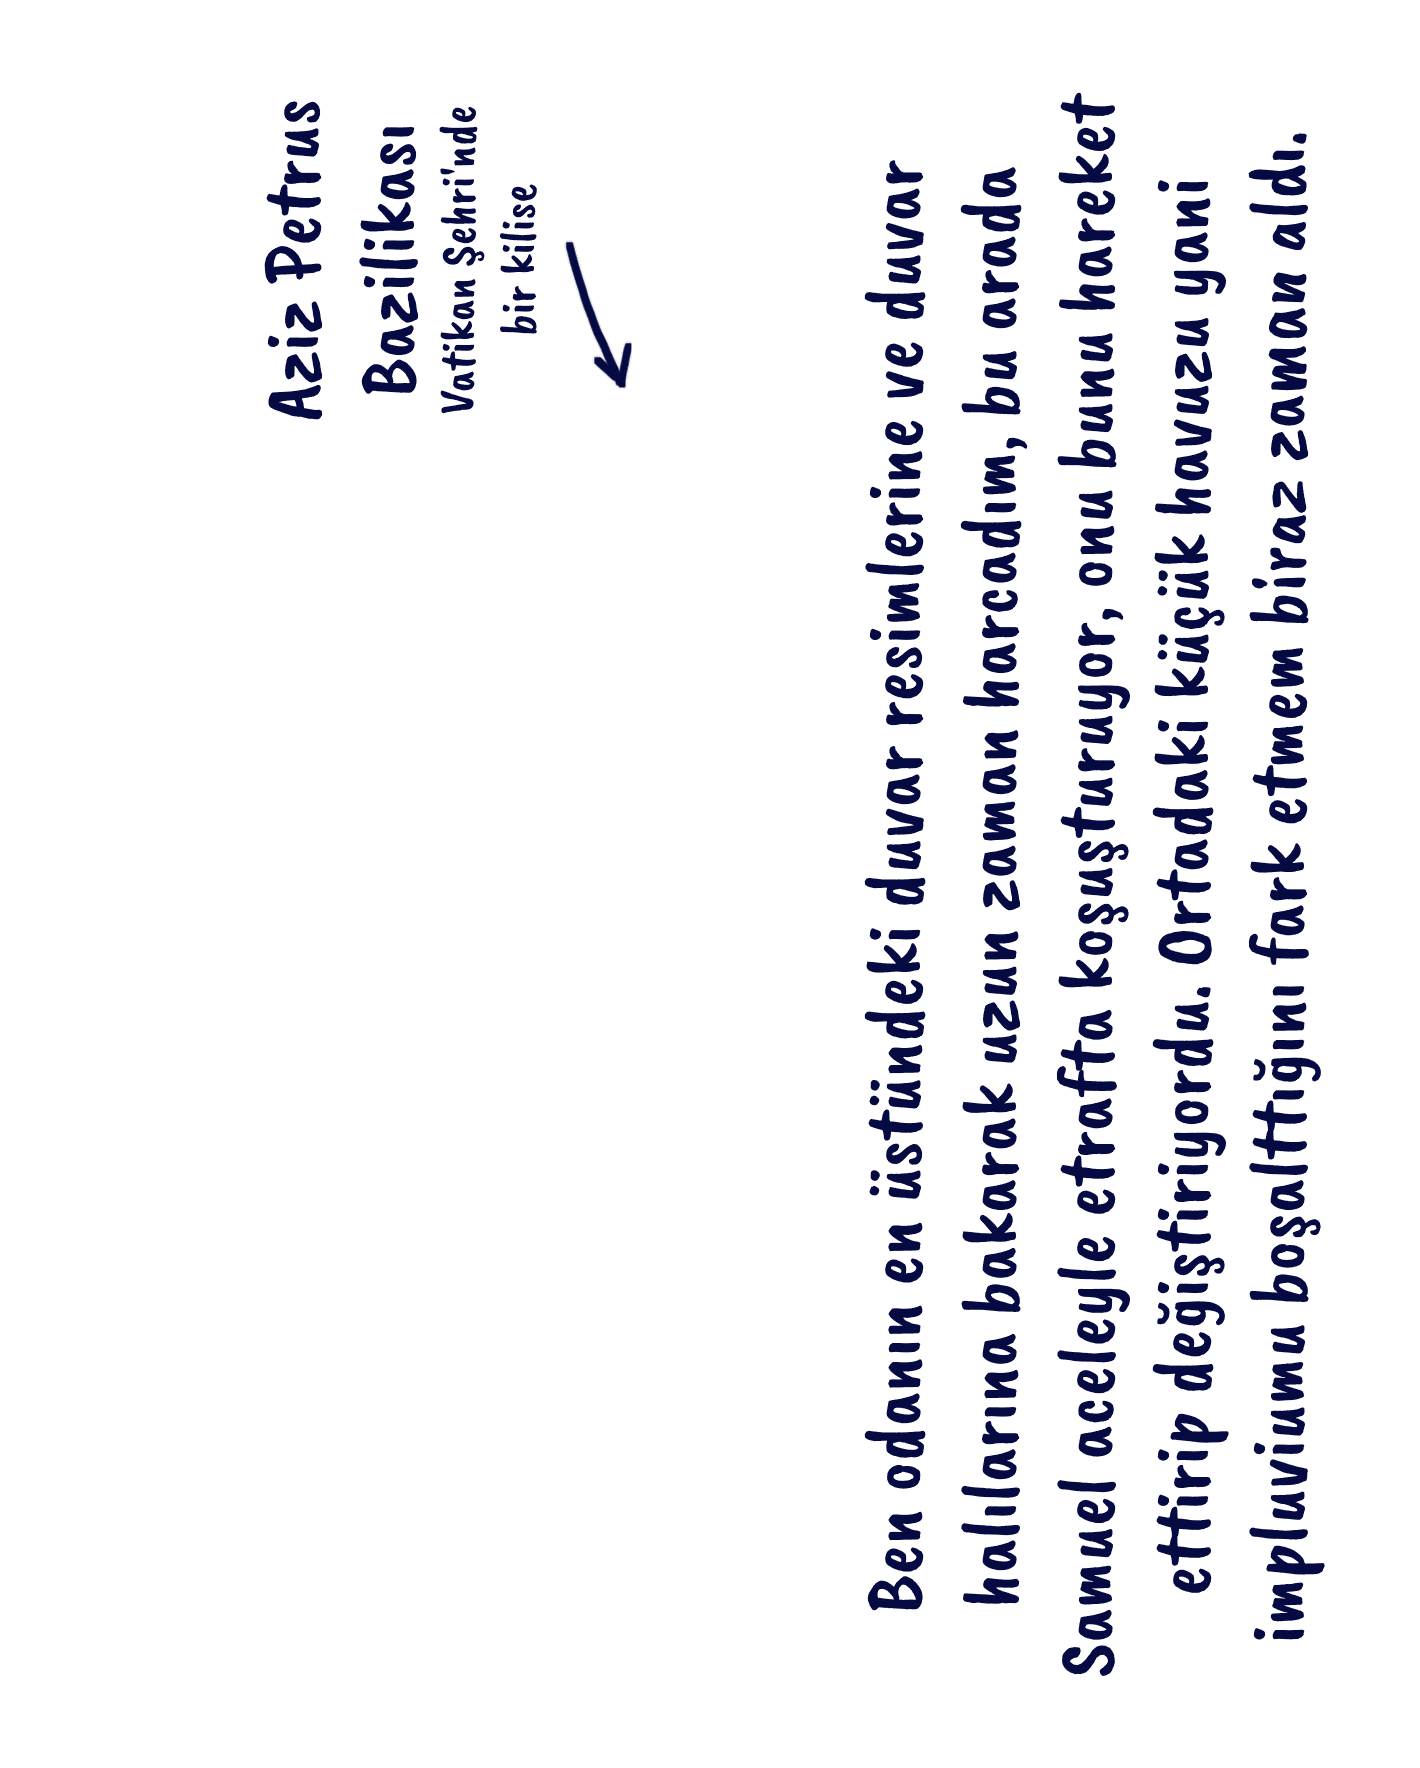 Aziz Petrus
Bazilikası
Vatikan Şehri'nde
bir kilise
Ben odanın en üstündeki duvar resimlerine ve duvar
halılarına bakarak uzun zaman harcadım, bu arada
Samuel aceleyle etrafta koşuşturuyor, onu bunu hareket
ettirip değiştiriyordu. Ortadaki küçük havuzu yani
impluviumu boşalttığını fark etmem biraz zaman aldı.